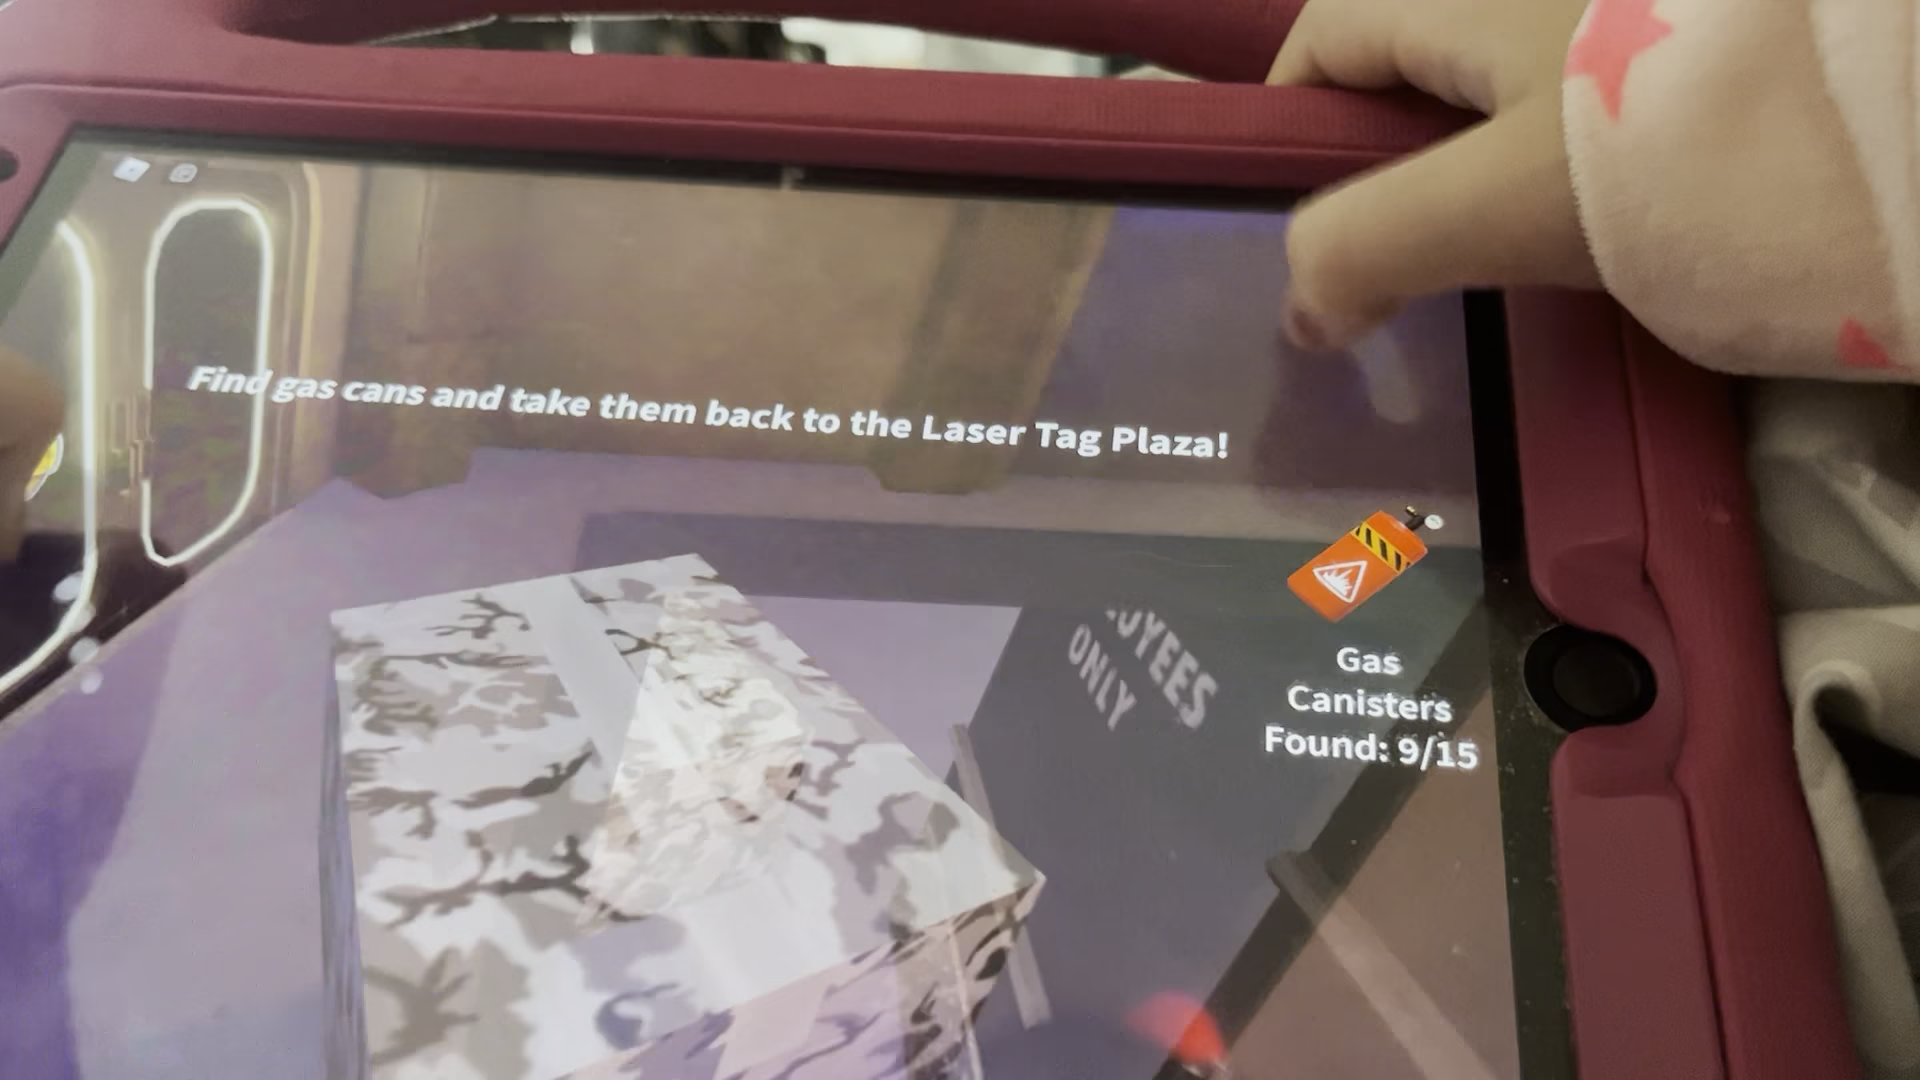 Find gas cans and take them back to the Laser Tag Plaza!
OYEES
ONLY
Gas
Canisters
Found: 9/15